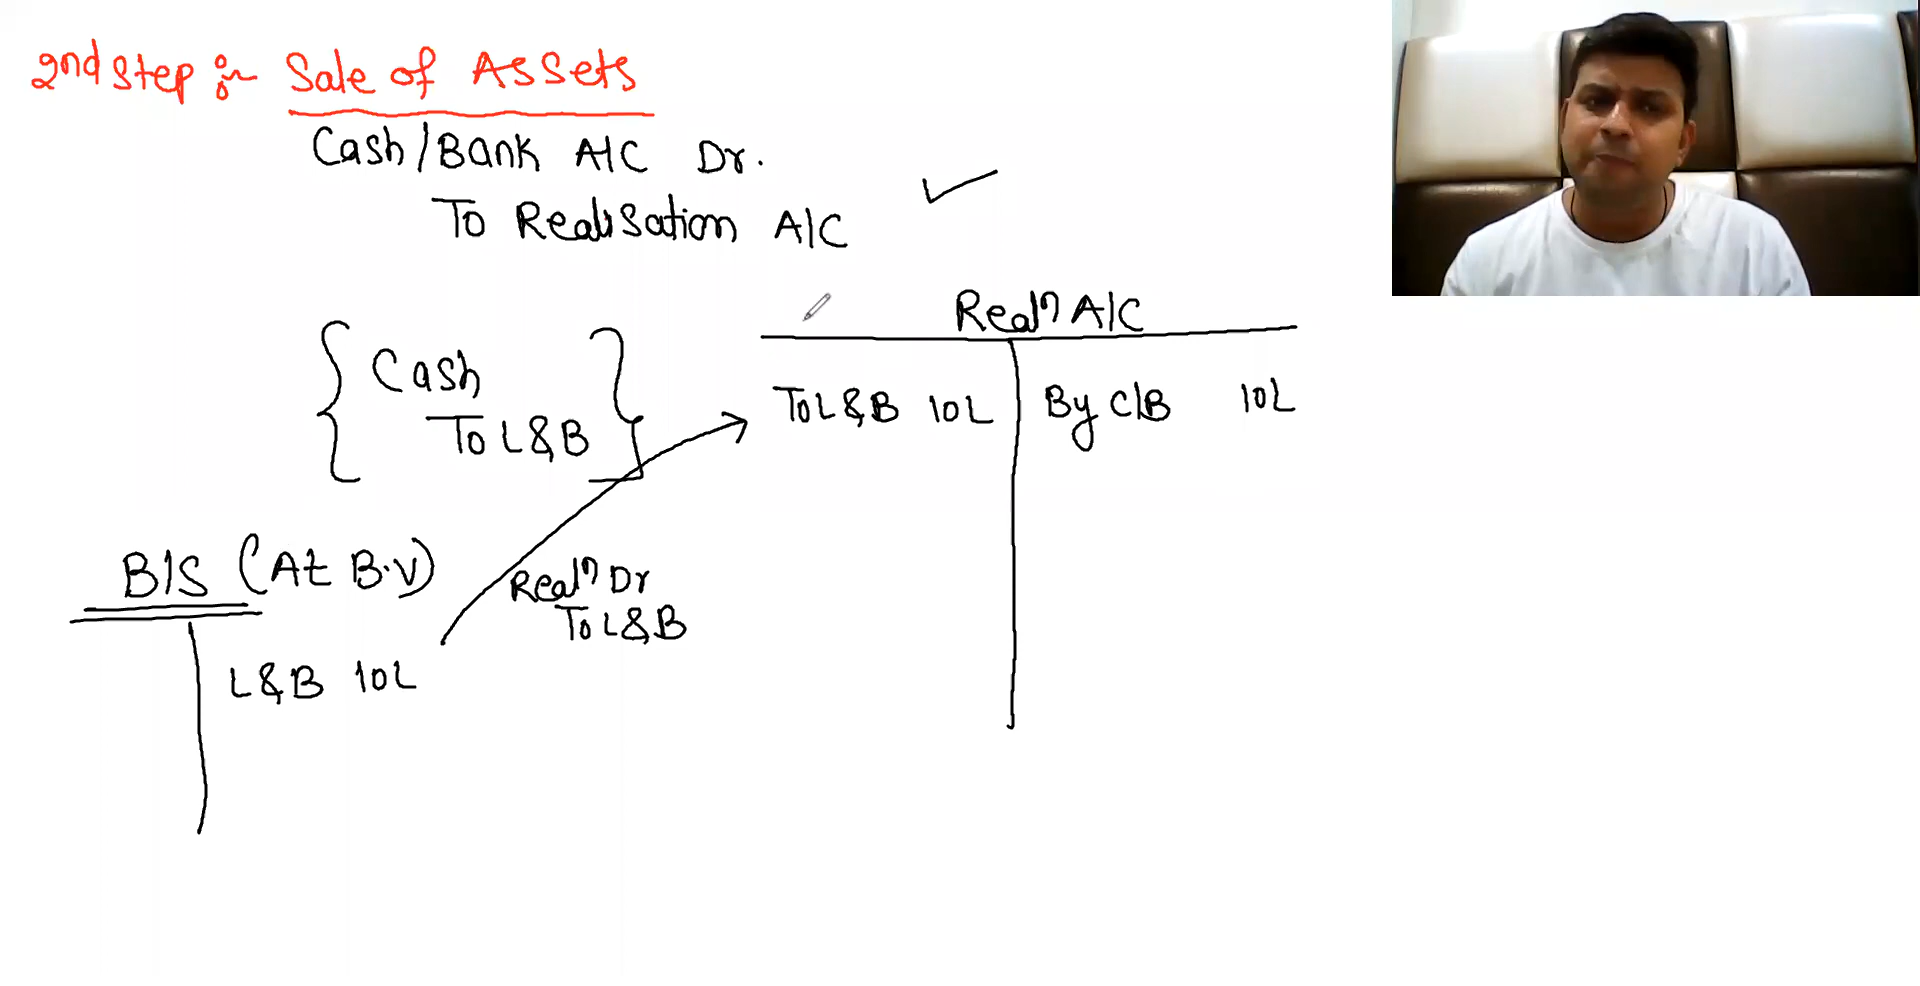 2nd Step :- Sale of Assets
Cash/Bank A/C Dr.
To Realisation A/C
Cash
To L&B
Realn A/C
To L&B 10L By C/B 10L
B/S (At B.V)
Realn Dr
To L&B
L&B 10L